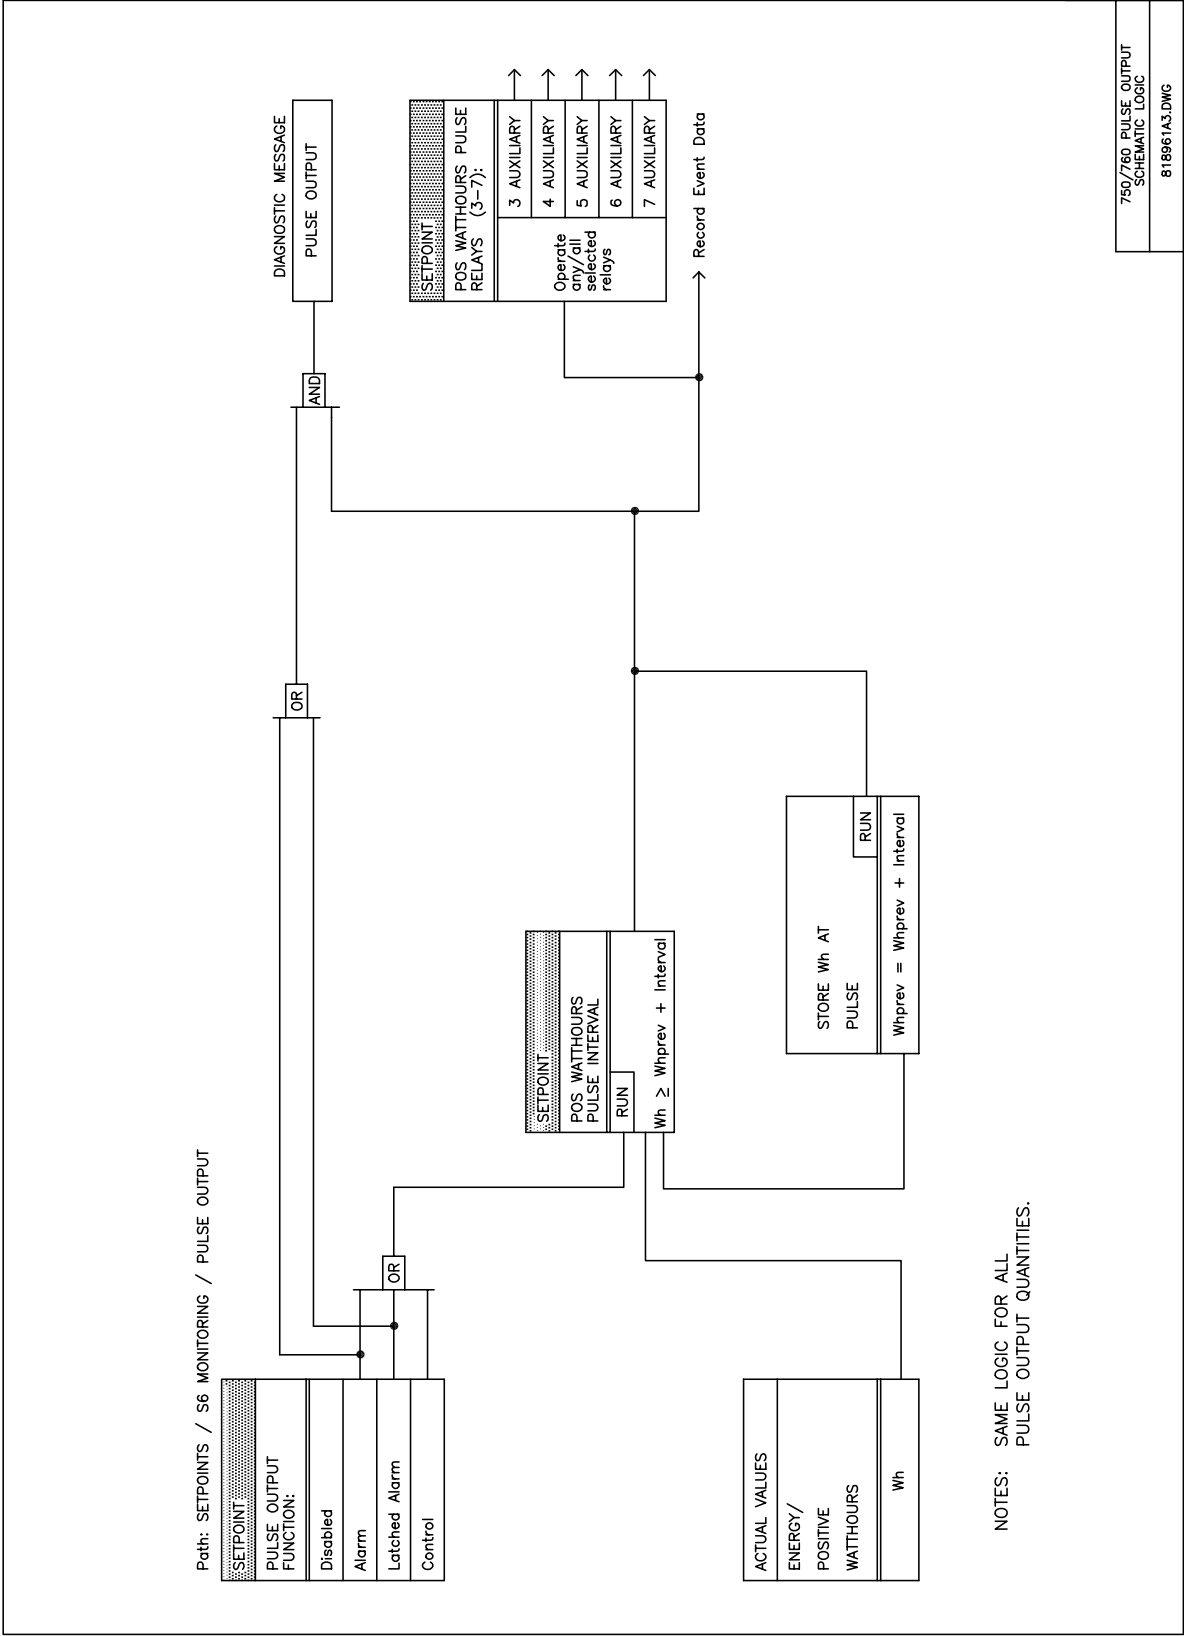 Path: SETPOINTS / S6 MONITORING / PULSE OUTPUT
SETPOINT
PULSE OUTPUT
FUNCTION:
Disabled
Alarm
Latched Alarm
Control
OR
OR
AND
DIAGNOSTIC MESSAGE
PULSE OUTPUT
SETPOINT
POS WATTHOURS
PULSE INTERVAL
RUN
Wh ≥ Whprev + Interval
SETPOINT
POS WATTHOURS PULSE
RELAYS (3-7):
Operate
any/all
selected
relays
3 AUXILIARY
4 AUXILIARY
5 AUXILIARY
6 AUXILIARY
7 AUXILIARY
Record Event Data
ACTUAL VALUES
ENERGY/
POSITIVE
WATTHOURS
Wh
STORE Wh AT
PULSE
RUN
Whprev = Whprev + Interval
NOTES: SAME LOGIC FOR ALL
PULSE OUTPUT QUANTITIES.
750/760 PULSE OUTPUT
SCHEMATIC LOGIC
818961A3.DWG